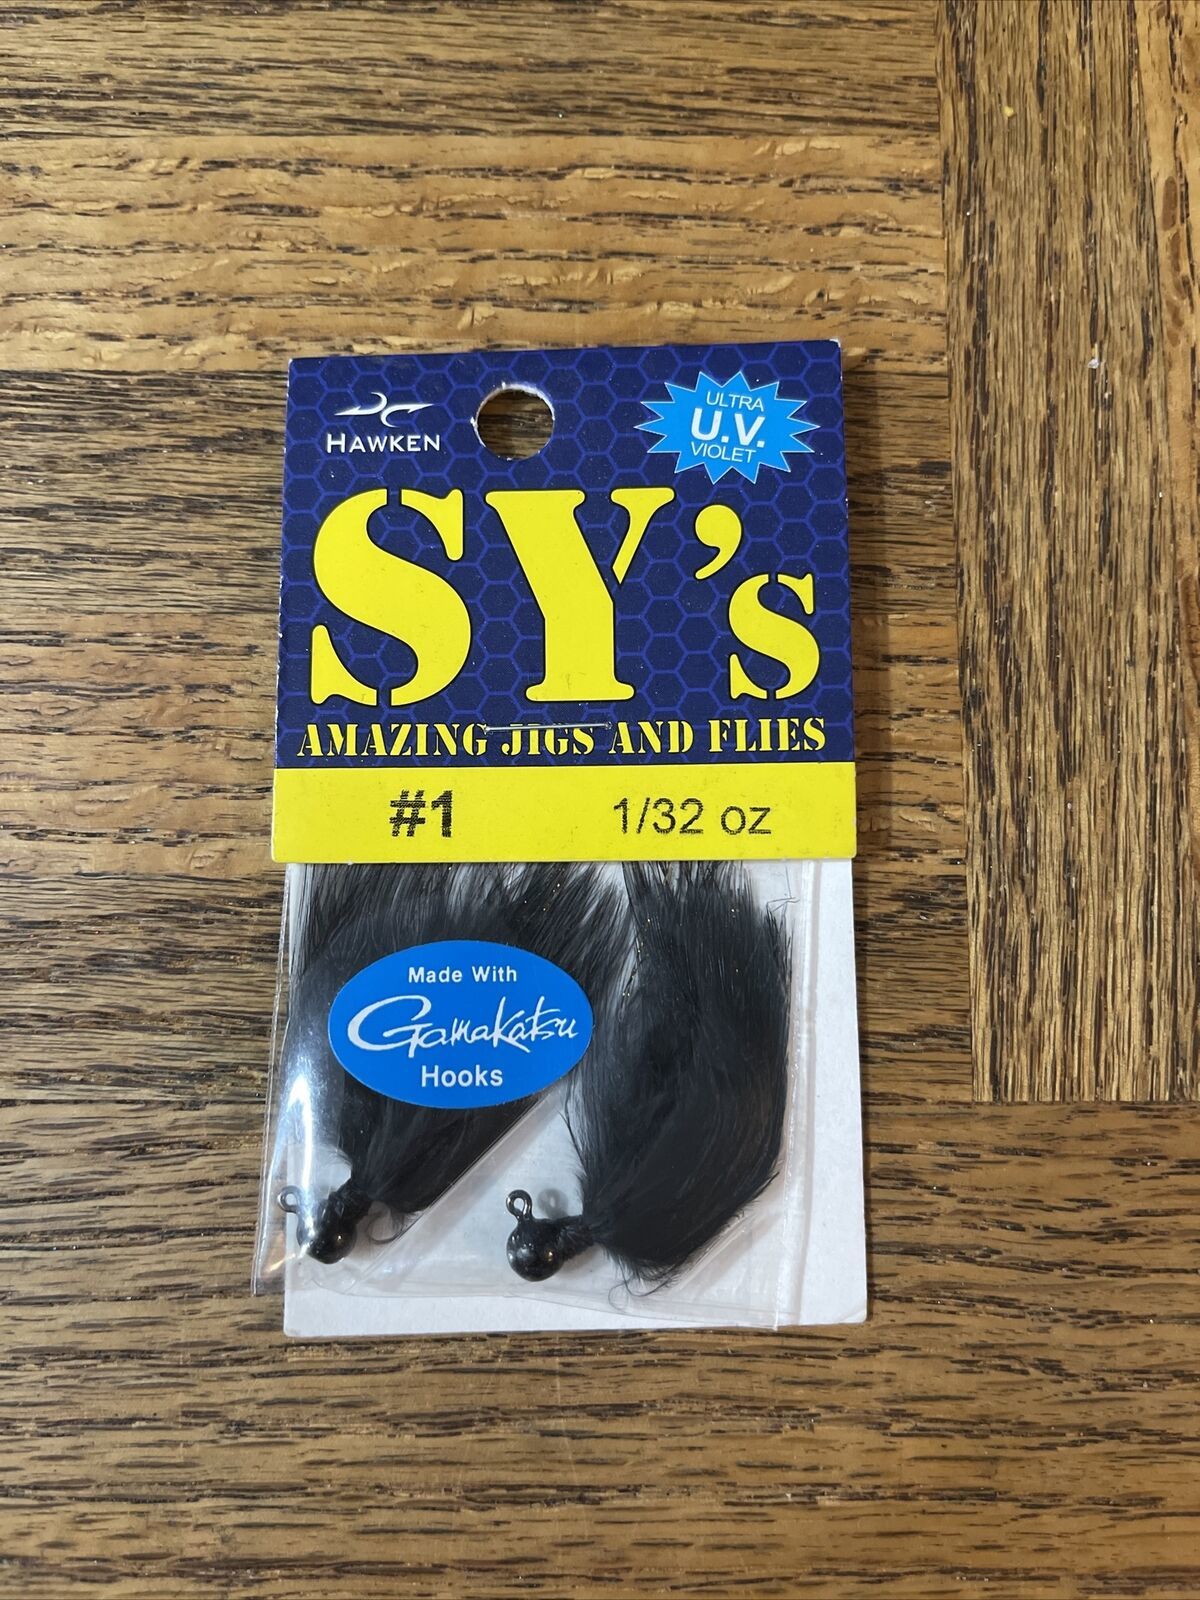 HAWKEN
ULTRA
U.V.
VIOLET
SY's
AMAZING JIGS AND FLIES
#1 1/32 oz
Made With
Gamakatsu
Hooks